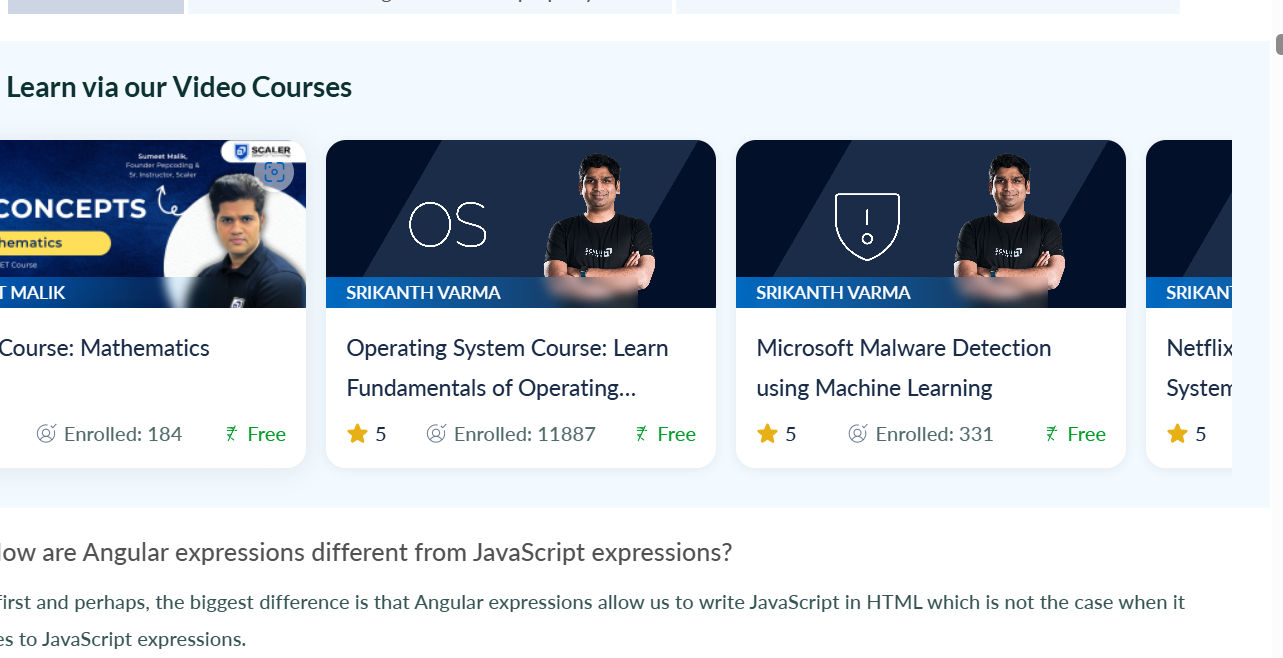 Learn via our Video Courses
SCALER
Sumeet Malik,
Founder Pepcoding &
Sr. Instructor, Scaler
CONCEPTS
hematics
ET Course
T MALIK
Course: Mathematics
Enrolled: 184 Free
OS
SRIKANTH VARMA
Operating System Course: Learn
Fundamentals of Operating...
5 Enrolled: 11887 Free
SRIKANTH VARMA
Microsoft Malware Detection
using Machine Learning
5 Enrolled: 331 Free
SRIKAN
Netflix
System
5
low are Angular expressions different from JavaScript expressions?
first and perhaps, the biggest difference is that Angular expressions allow us to write JavaScript in HTML which is not the case when it
es to JavaScript expressions.